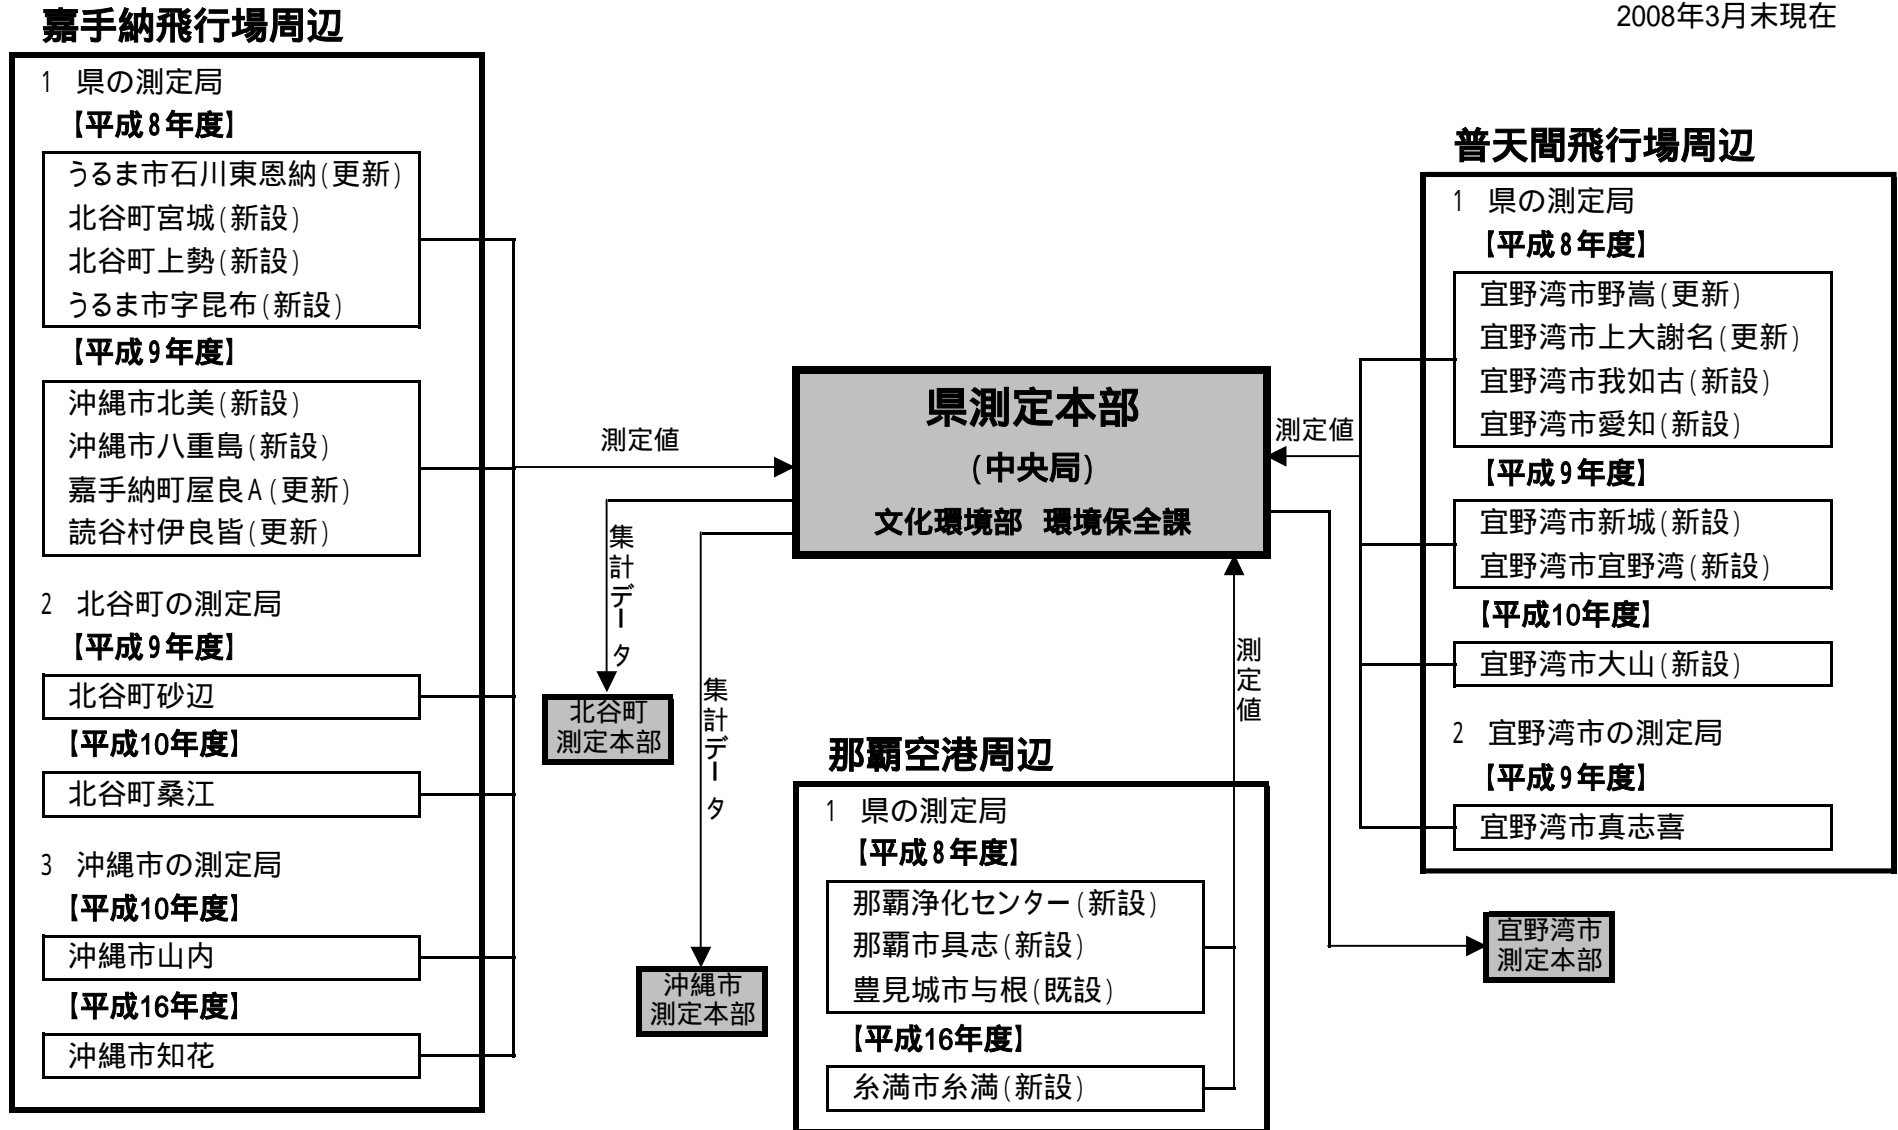 嘉手納飛行場周辺
2008年3月末現在
1 県の測定局
【平成8年度】
うるま市石川東恩納(更新)
北谷町宮城(新設)
北谷町上勢(新設)
うるま市字昆布(新設)
【平成9年度】
沖縄市北美(新設)
沖縄市八重島(新設)
嘉手納町屋良A(更新)
読谷村伊良皆(更新)
2 北谷町の測定局
【平成9年度】
北谷町砂辺
【平成10年度】
北谷町桑江
3 沖縄市の測定局
【平成10年度】
沖縄市山内
【平成16年度】
沖縄市知花
測定値
県測定本部
(中央局)
文化環境部 環境保全課
集計データ
北谷町
測定本部
集計データ
沖縄市
測定本部
測定値
那覇空港周辺
1 県の測定局
【平成8年度】
那覇浄化センター(新設)
那覇市具志(新設)
豊見城市与根(既設)
【平成16年度】
糸満市糸満(新設)
測定値
普天間飛行場周辺
1 県の測定局
【平成8年度】
宜野湾市野嵩(更新)
宜野湾市上大謝名(更新)
宜野湾市我如古(新設)
宜野湾市愛知(新設)
【平成9年度】
宜野湾市新城(新設)
宜野湾市宜野湾(新設)
【平成10年度】
宜野湾市大山(新設)
2 宜野湾市の測定局
【平成9年度】
宜野湾市真志喜
宜野湾市
測定本部